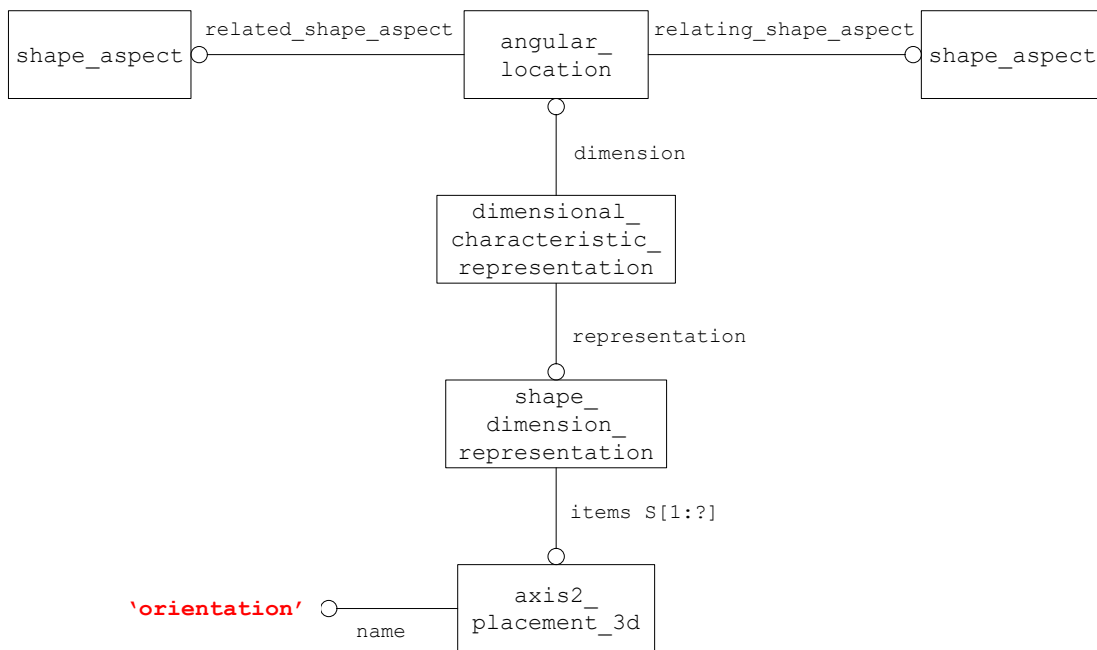 related_shape_aspect
relating_shape_aspect
shape_aspect
angular_
location
shape_aspect
dimension
dimensional_
characteristic_
representation
representation
shape_
dimension_
representation
items S[1:?]
‘orientation’
name
axis2_
placement_3d